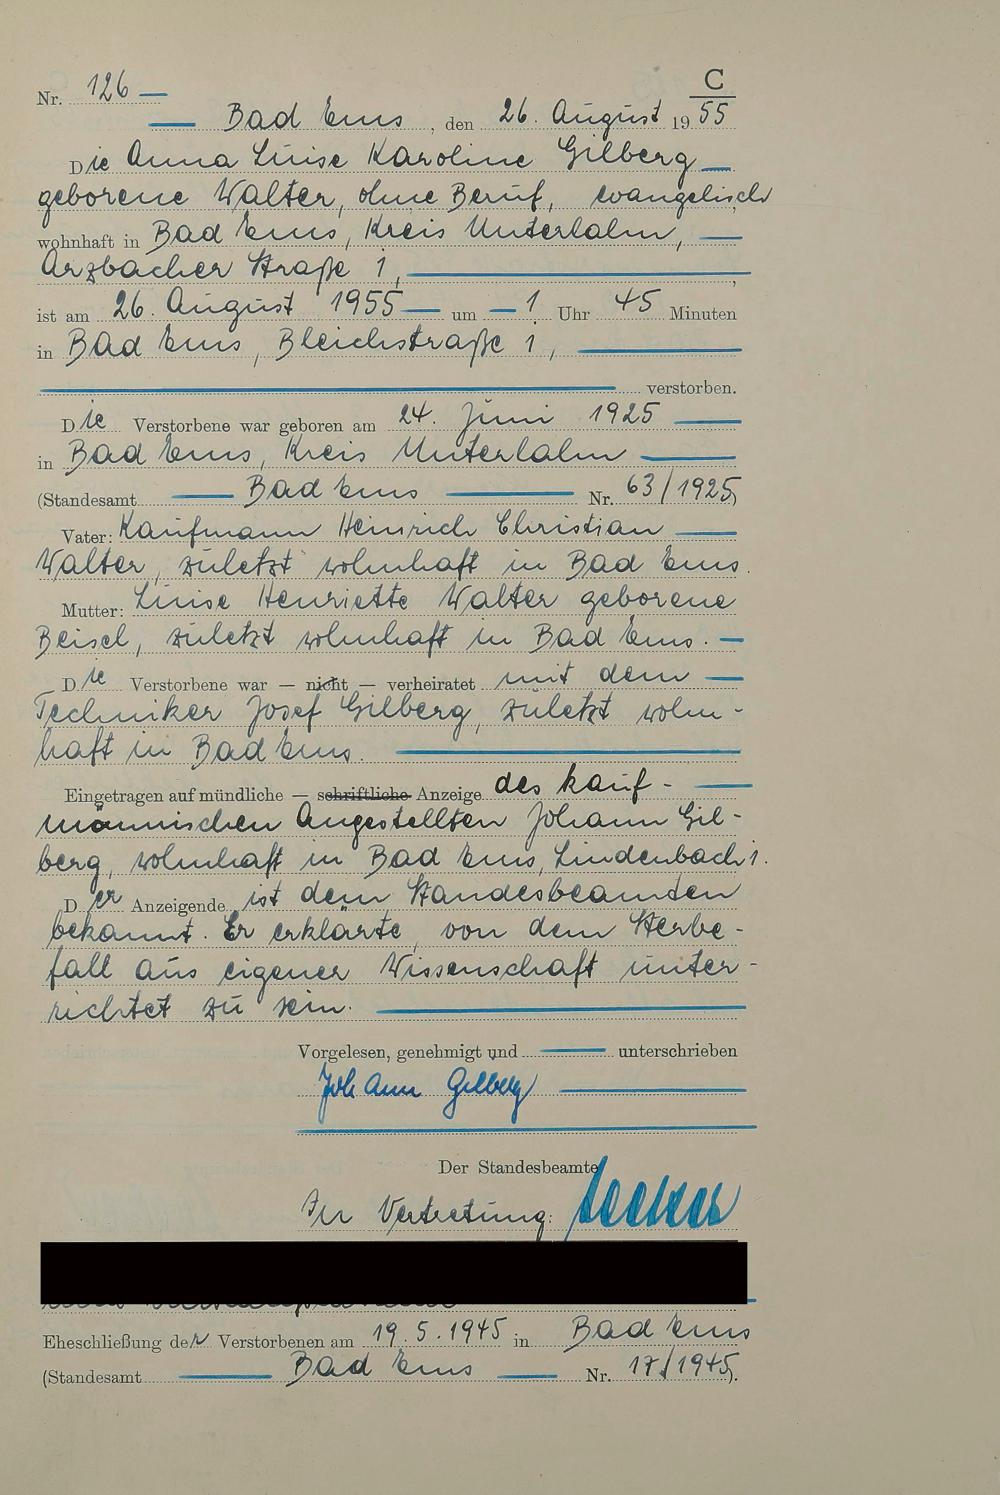 C
Nr. 126
Bad Ems, den 26. August 1955
Die Anna Luise Karoline Gilberg
geborene Walter, ohne Beruf, evangelisch
wohnhaft in Bad Ems, Kreis Unterlahn,
Arzbacher Straße 1,
ist am 26. August 1955 um 1 Uhr 45 Minuten
in Bad Ems, Bleichstraße 1,
verstorben.
Die Verstorbene war geboren am 24. Juni 1925
in Bad Ems, Kreis Unterlahn
(Standesamt Bad Ems Nr. 63/1925)
Vater: Kaufmann Heinrich Christian
Walter, zuletzt wohnhaft in Bad Ems.
Mutter: Luise Henriette Walter geborene
Beisel, zuletzt wohnhaft in Bad Ems.
Die Verstorbene war — nicht — verheiratet mit dem
Techniker Josef Gilberg, zuletzt wohn-
haft in Bad Ems.
Eingetragen auf mündliche — schriftliche Anzeige des kauf-
männischen Angestellten Johann Gil-
berg, wohnhaft in Bad Ems, Lindenbach 1.
Der Anzeigende ist dem Standesbeamten
bekannt. Er erklärte, von dem Sterbe-
fall aus eigener Wissenschaft unter-
richtet zu sein.
Vorgelesen, genehmigt und unterschrieben
Johann Gilberg
Der Standesbeamte
In Vertretung:
Eheschließung der Verstorbenen am 19.5.1945 in Bad Ems
(Standesamt Bad Ems Nr. 17/1945).